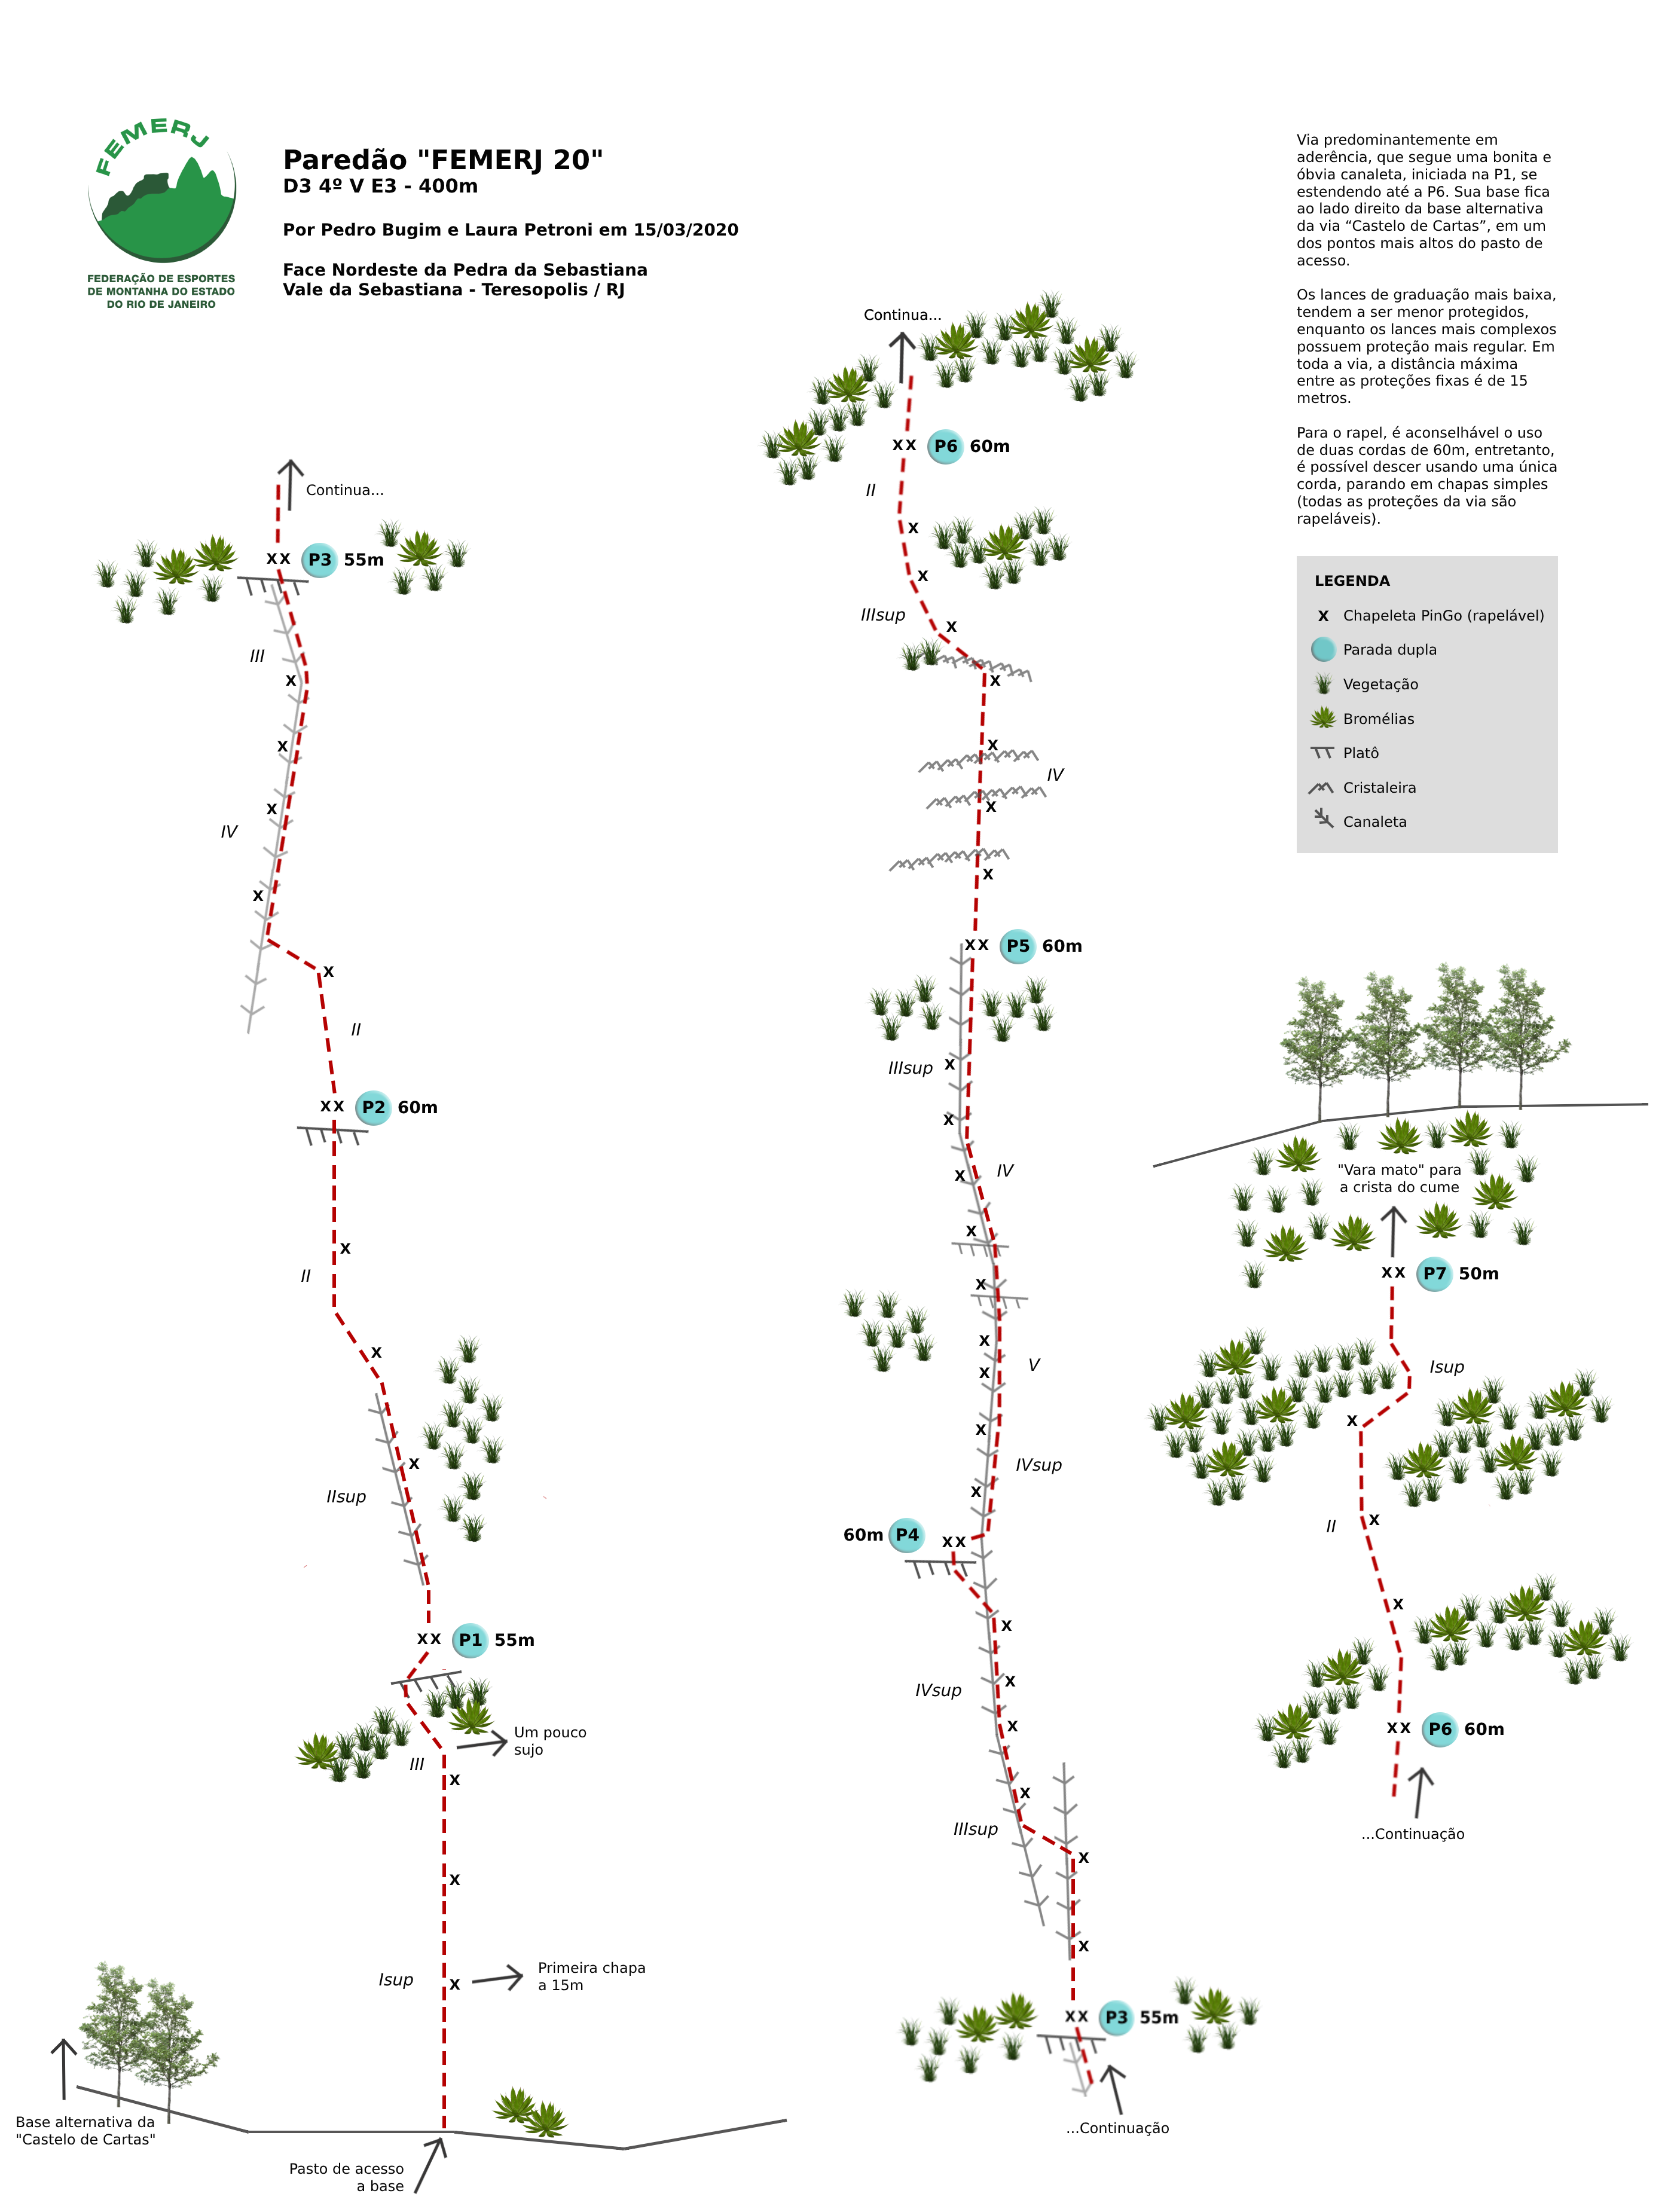 FEMERJ
FEDERAÇÃO DE ESPORTES
DE MONTANHA DO ESTADO
DO RIO DE JANEIRO
Paredão "FEMERJ 20"
D3 4º V E3 - 400m
Por Pedro Bugim e Laura Petroni em 15/03/2020
Face Nordeste da Pedra da Sebastiana
Vale da Sebastiana - Teresopolis / RJ
Via predominantemente em
aderência, que segue uma bonita e
óbvia canaleta, iniciada na P1, se
estendendo até a P6. Sua base fica
ao lado direito da base alternativa
da via “Castelo de Cartas”, em um
dos pontos mais altos do pasto de
acesso.
Os lances de graduação mais baixa,
tendem a ser menor protegidos,
enquanto os lances mais complexos
possuem proteção mais regular. Em
toda a via, a distância máxima
entre as proteções fixas é de 15
metros.
Para o rapel, é aconselhável o uso
de duas cordas de 60m, entretanto,
é possível descer usando uma única
corda, parando em chapas simples
(todas as proteções da via são
rapeláveis).
LEGENDA
X Chapeleta PinGo (rapelável)
Parada dupla
Vegetação
Bromélias
Platô
Cristaleira
Canaleta
Continua...
X X P3 55m
III
X
X
X
IV
X
X
II
X X P2 60m
X
II
X
X
IIsup
X X P1 55m
Um pouco
sujo
III
X
X
Isup
X
Primeira chapa
a 15m
Base alternativa da
"Castelo de Cartas"
Pasto de acesso
a base
Continua...
X X P6 60m
II
X
X
IIIsup
X
X
X
IV
X
X
X X P5 60m
IIIsup
X
X
IV
X
X
X
X
V
X
X
IVsup
X
60m P4 X X
X
IVsup
X
X
X
IIIsup
X
X
X X P3 55m
...Continuação
"Vara mato" para
a crista do cume
X X P7 50m
Isup
X
II
X
X
X X P6 60m
...Continuação